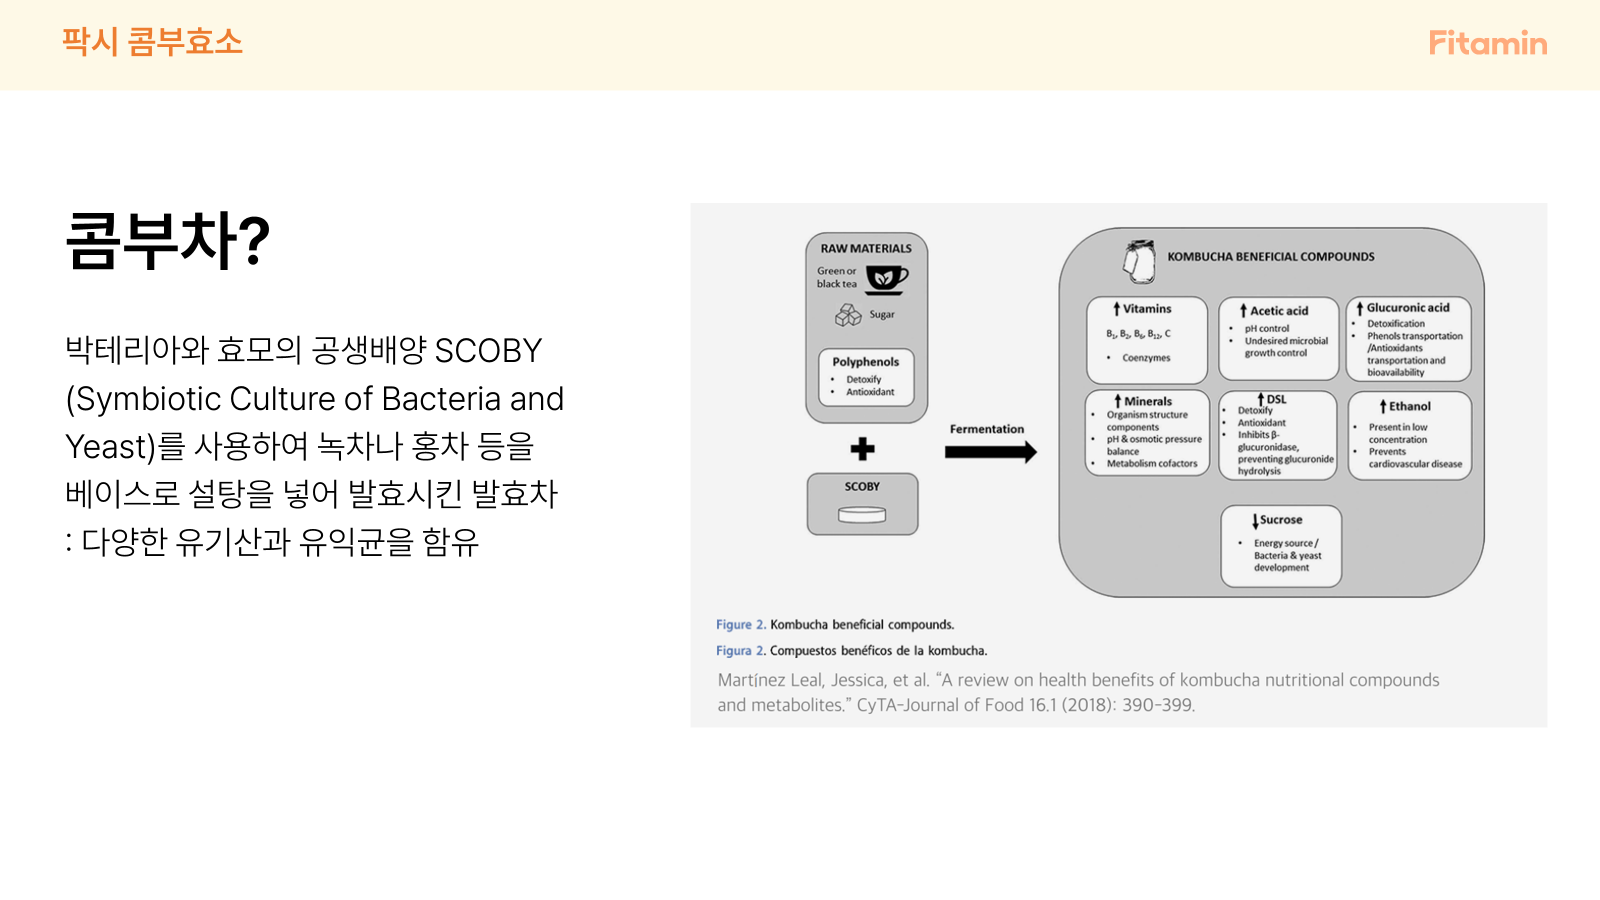 팍시 콤부효소
Fitamin
콤부차?
박테리아와 효모의 공생배양 SCOBY
(Symbiotic Culture of Bacteria and
Yeast)를 사용하여 녹차나 홍차 등을
베이스로 설탕을 넣어 발효시킨 발효차
: 다양한 유기산과 유익균을 함유
RAW MATERIALS
Green or
black tea
Sugar
Polyphenols
• Detoxify
• Antioxidant
SCOBY
Fermentation
KOMBUCHA BENEFICIAL COMPOUNDS
Vitamins
B₁, B₂, B₆, B₁₂, C
• Coenzymes
Acetic acid
• pH control
• Undesired microbial
growth control
Glucuronic acid
• Detoxification
• Phenols transportation
/Antioxidants
transportation and
bioavailability
Minerals
• Organism structure
components
• pH & osmotic pressure
balance
• Metabolism cofactors
DSL
• Detoxify
• Antioxidant
• Inhibits β-
glucuronidase,
preventing glucuronide
hydrolysis
Ethanol
• Present in low
concentration
• Prevents
cardiovascular disease
Sucrose
• Energy source /
Bacteria & yeast
development
Figure 2. Kombucha beneficial compounds.
Figura 2. Compuestos benéficos de la kombucha.
Martínez Leal, Jessica, et al. “A review on health benefits of kombucha nutritional compounds
and metabolites.” CyTA-Journal of Food 16.1 (2018): 390-399.